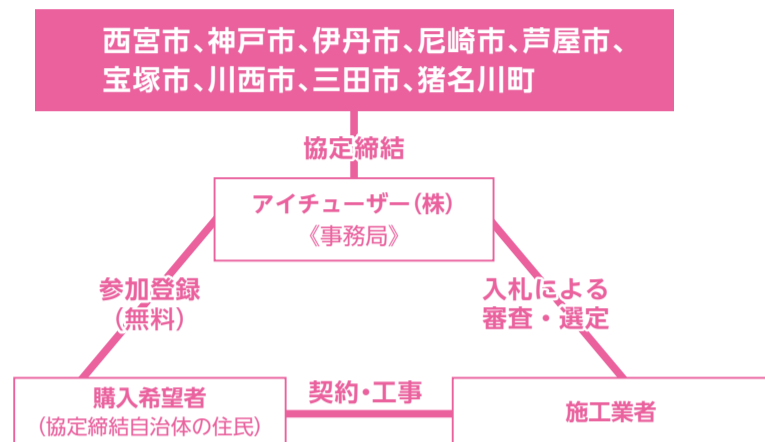 西宮市、神戸市、伊丹市、尼崎市、芦屋市、
宝塚市、川西市、三田市、猪名川町
協定締結
アイチューザー(株)
《事務局》
参加登録
(無料)
入札による
審査・選定
購入希望者
(協定締結自治体の住民)
契約・工事
施工業者